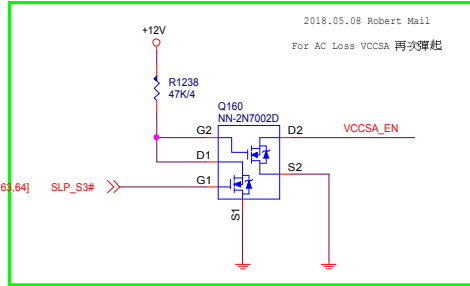 2018.05.08 Robert Mail
For AC Loss VCCSA 再次彈起
+12V
R1238
47K/4
Q160
NN-2N7002D
G2
D2
VCCSA_EN
D1
S2
63,64]
SLP_S3#
G1
S1